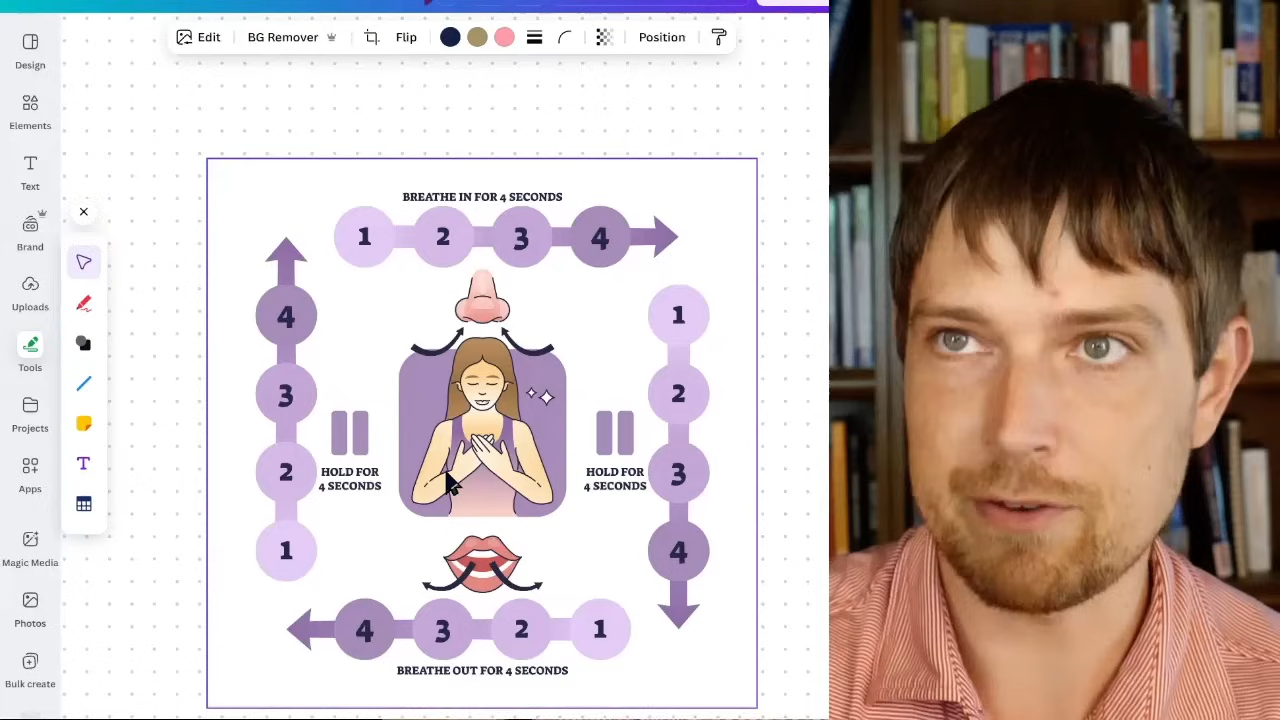 Edit
BG Remover
Flip
Position
Design
Elements
Text
Brand
Uploads
Tools
Projects
Apps
Magic Media
Photos
Bulk create
BREATHE IN FOR 4 SECONDS
1 2 3 4
4
3
2
1
HOLD FOR
4 SECONDS
HOLD FOR
4 SECONDS
1
2
3
4
4 3 2 1
BREATHE OUT FOR 4 SECONDS
T